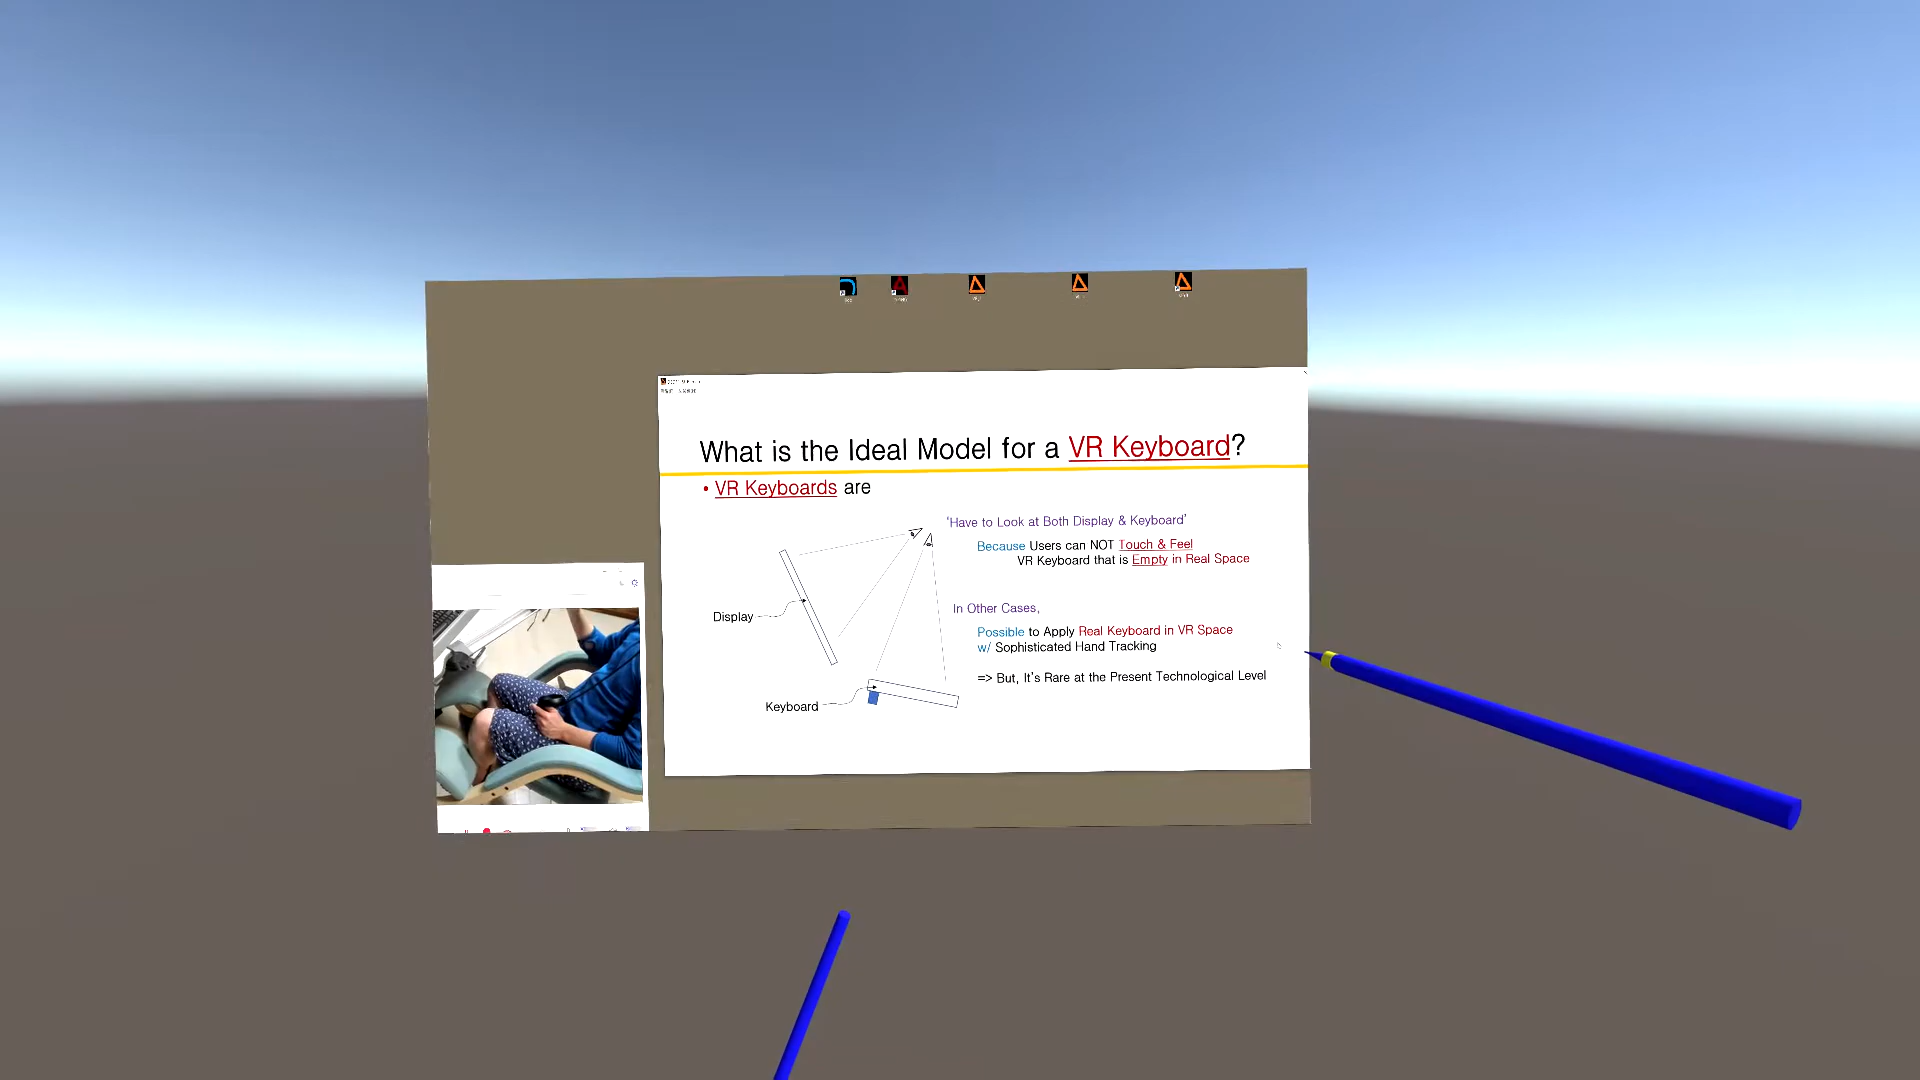 What is the Ideal Model for a VR Keyboard?
• VR Keyboards are
'Have to Look at Both Display & Keyboard'
Because Users can NOT Touch & Feel
VR Keyboard that is Empty in Real Space
Display
In Other Cases,
Possible to Apply Real Keyboard in VR Space
w/ Sophisticated Hand Tracking
=> But, It's Rare at the Present Technological Level
Keyboard